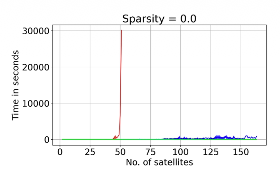 Sparsity = 0.0
30000
20000
10000
0
Time in seconds
0 25 50 75 100 125 150
No. of satellites